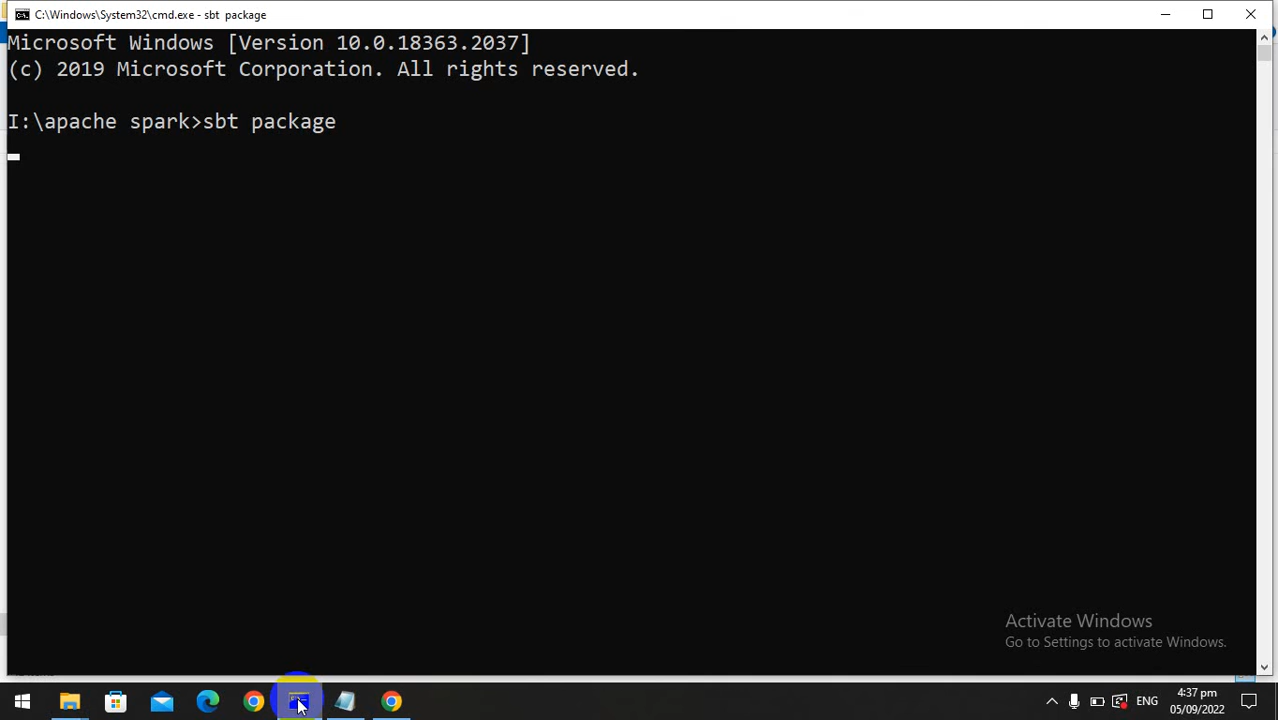 C:\Windows\System32\cmd.exe - sbt  package
Microsoft Windows [Version 10.0.18363.2037]
(c) 2019 Microsoft Corporation. All rights reserved.
I:\apache spark>sbt package
Activate Windows
Go to Settings to activate Windows.
ENG
4:37 pm
05/09/2022